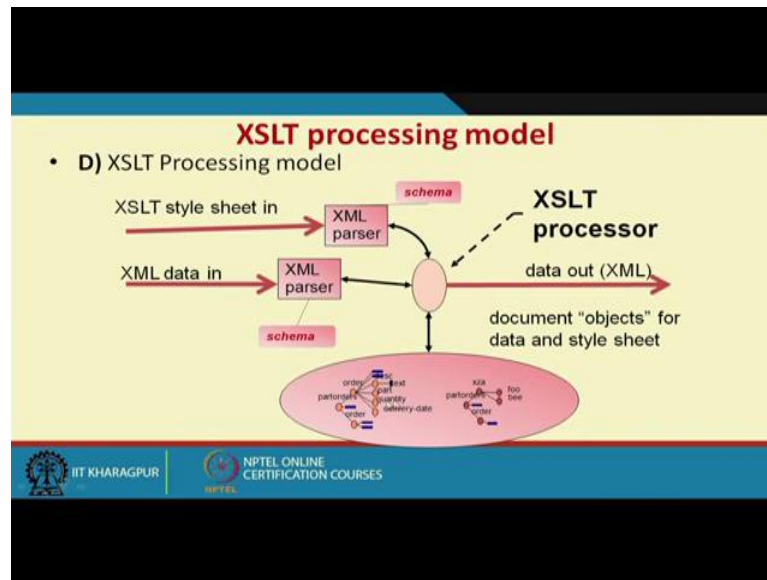 XSLT processing model
• D) XSLT Processing model
XSLT style sheet in
XML
parser
schema
XSLT
processor
XML data in
XML
parser
schema
data out (XML)
document "objects" for
data and style sheet
order
text
part
partorders
quantity
delivery-date
order
xza
foo
partorders
bee
order
IIT KHARAGPUR
NPTEL
NPTEL ONLINE
CERTIFICATION COURSES